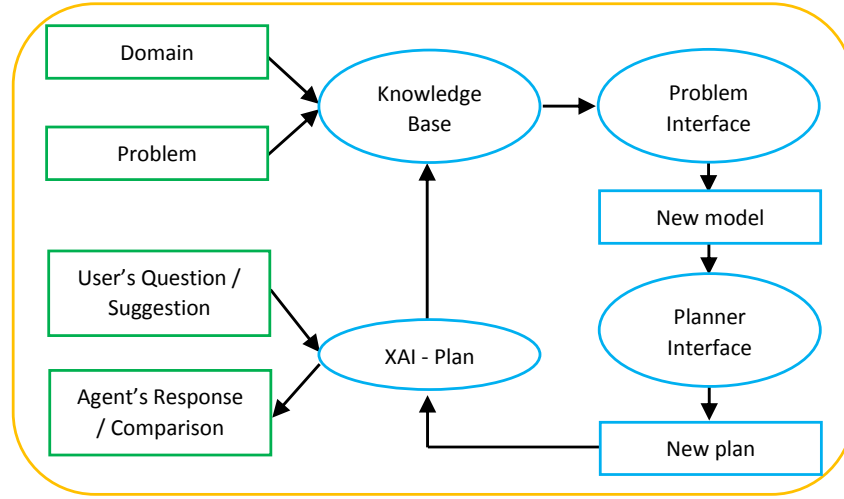 Domain
Knowledge
Base
Problem
Interface
Problem
New model
User’s Question /
Suggestion
Planner
Interface
XAI - Plan
Agent’s Response
/ Comparison
New plan